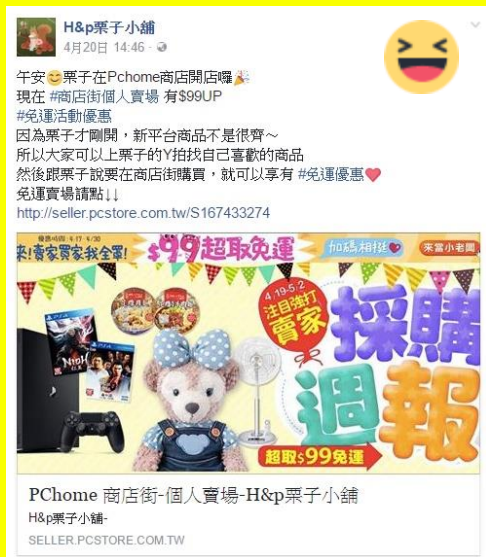 H&p栗子小舖
4月20日 14:46 ·
午安😊栗子在Pchome商店開店囉🎉
現在 #商店街個人賣場 有$99UP
#免運活動優惠
因為栗子才剛開，新平台商品不是很齊～
所以大家可以上栗子的Y拍找自己喜歡的商品
然後跟栗子說要在商店街購買，就可以享有 #免運優惠❤
免運賣場請點↓↓
http://seller.pcstore.com.tw/S167433274
優惠時間: 4.17 - 4.30
來!賣家買家我全罩!
$99超取免運
加碼相挺
來當小老闆
4.19-5.2
注目強打
賣家
採購
週報
NIOH
超取$99免運
PChome 商店街-個人賣場-H&p栗子小舖
H&p栗子小舖-
SELLER.PCSTORE.COM.TW